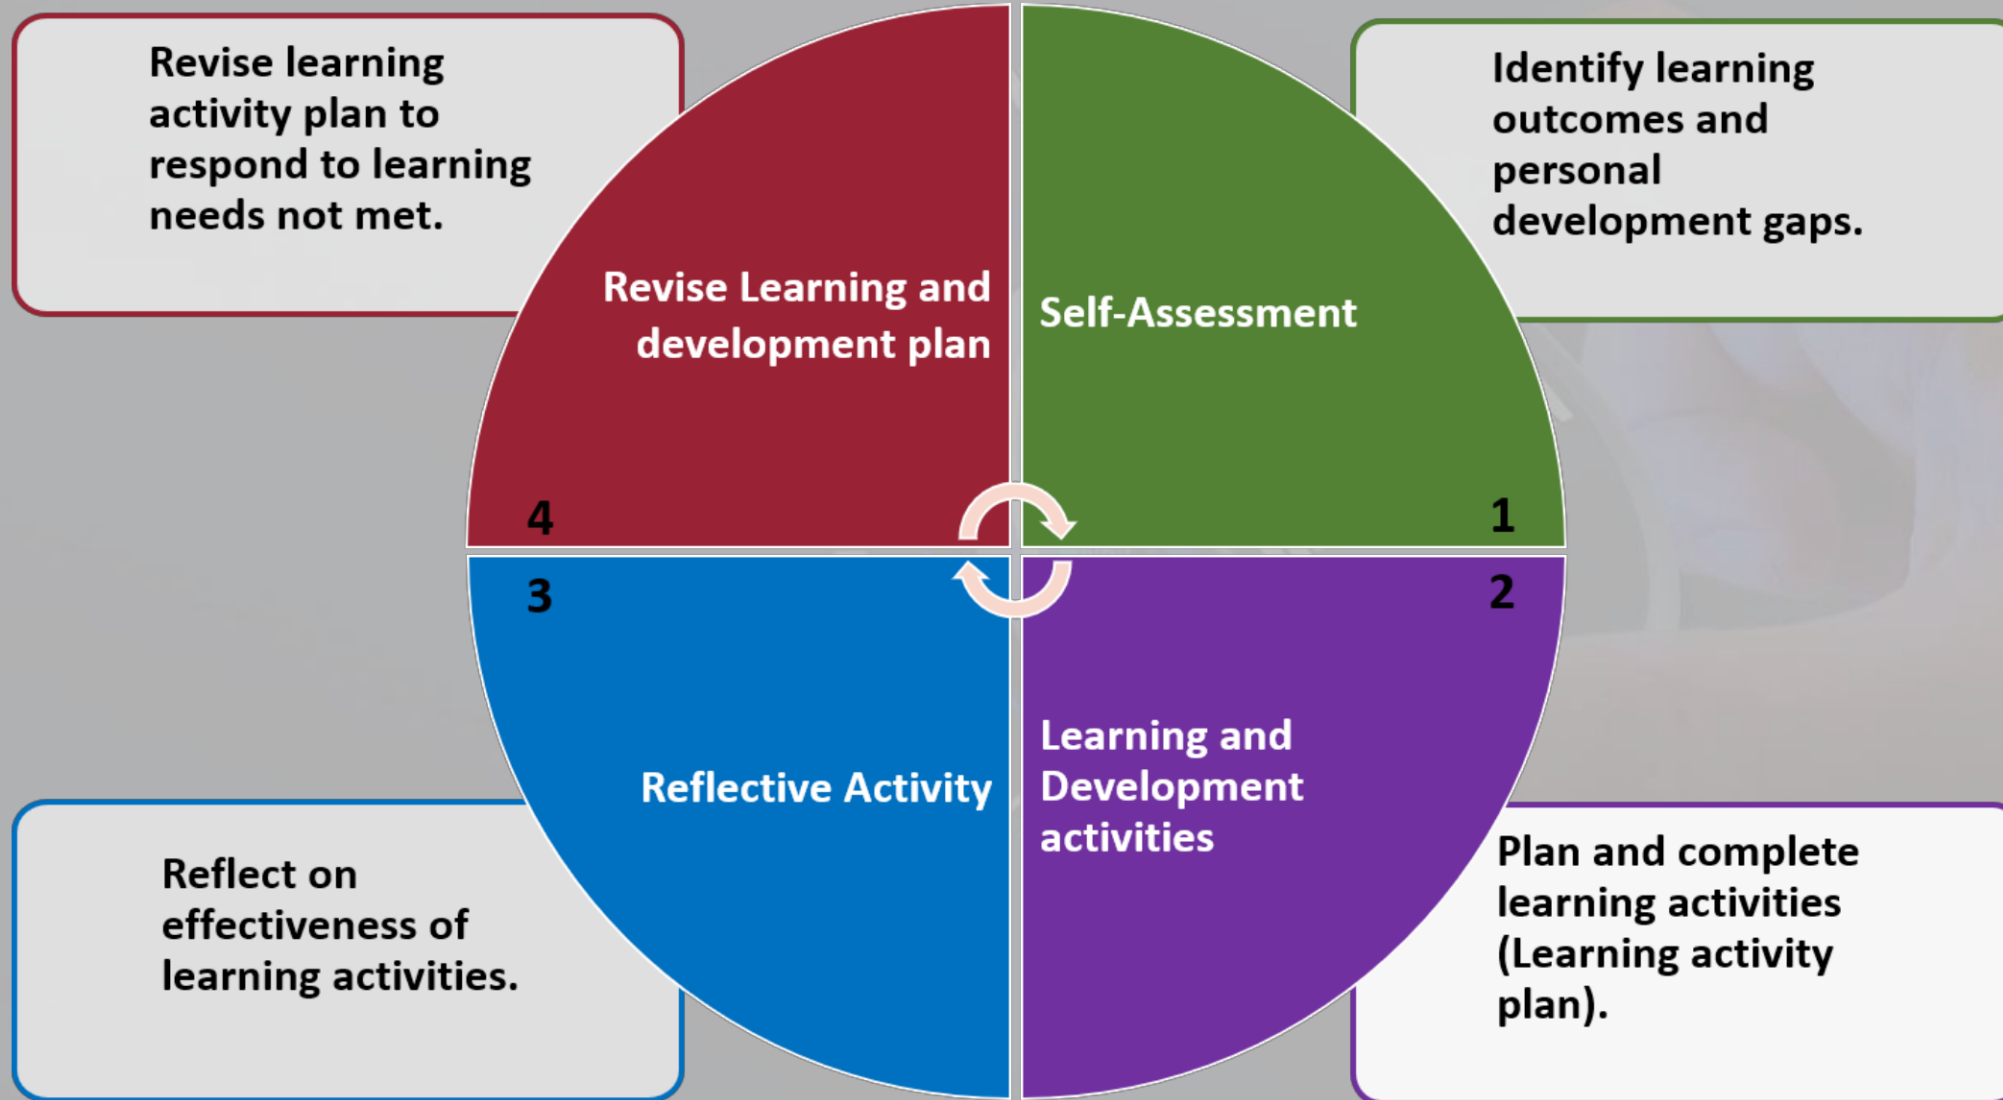 Revise learning
activity plan to
respond to learning
needs not met.
Identify learning
outcomes and
personal
development gaps.
Revise Learning and
development plan
Self-Assessment
4
1
3
2
Reflective Activity
Learning and
Development
activities
Reflect on
effectiveness of
learning activities.
Plan and complete
learning activities
(Learning activity
plan).